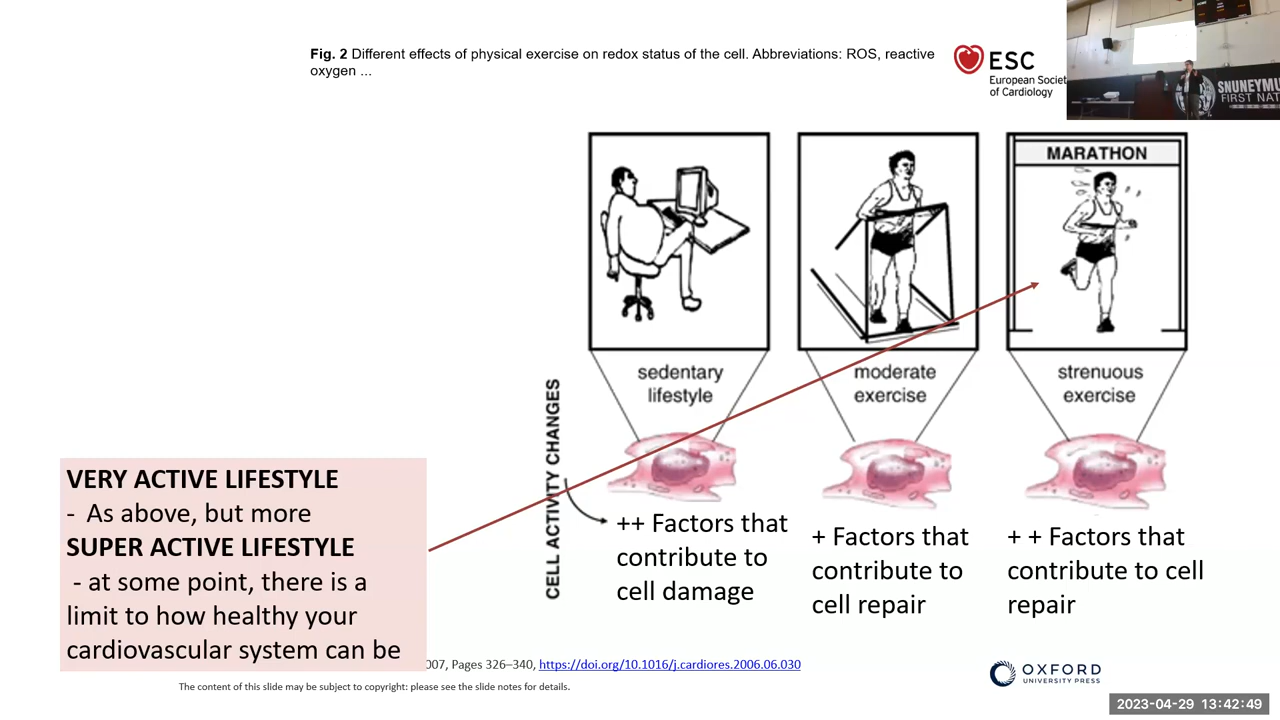 Fig. 2 Different effects of physical exercise on redox status of the cell. Abbreviations: ROS, reactive
oxygen ...
ESC
European Societ
of Cardiology
SNUNEYMU
FIRST NAT
MARATHON
sedentary
lifestyle
moderate
exercise
strenuous
exercise
CELL ACTIVITY CHANGES
++ Factors that
contribute to
cell damage
+ Factors that
contribute to
cell repair
+ + Factors that
contribute to cell
repair
VERY ACTIVE LIFESTYLE
- As above, but more
SUPER ACTIVE LIFESTYLE
- at some point, there is a
limit to how healthy your
cardiovascular system can be
007, Pages 326–340, https://doi.org/10.1016/j.cardiores.2006.06.030
The content of this slide may be subject to copyright: please see the slide notes for details.
OXFORD
UNIVERSITY PRESS
2023-04-29 13:42:49